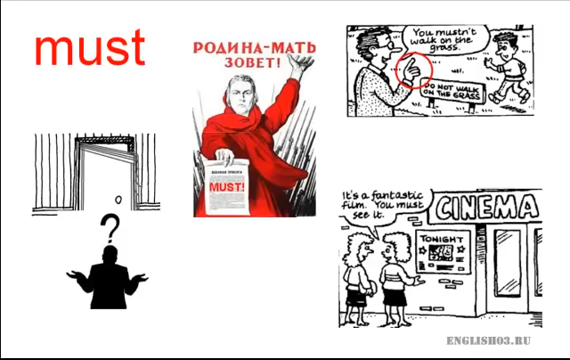 must
РОДИНА-МАТЬ
ЗОВЕТ!
MUST!
You mustn't
walk on the
grass.
DO NOT WALK
ON THE GRASS
?
It's a fantastic
film. You must
see it.
CINEMA
TONIGHT
ENGLISH03.RU